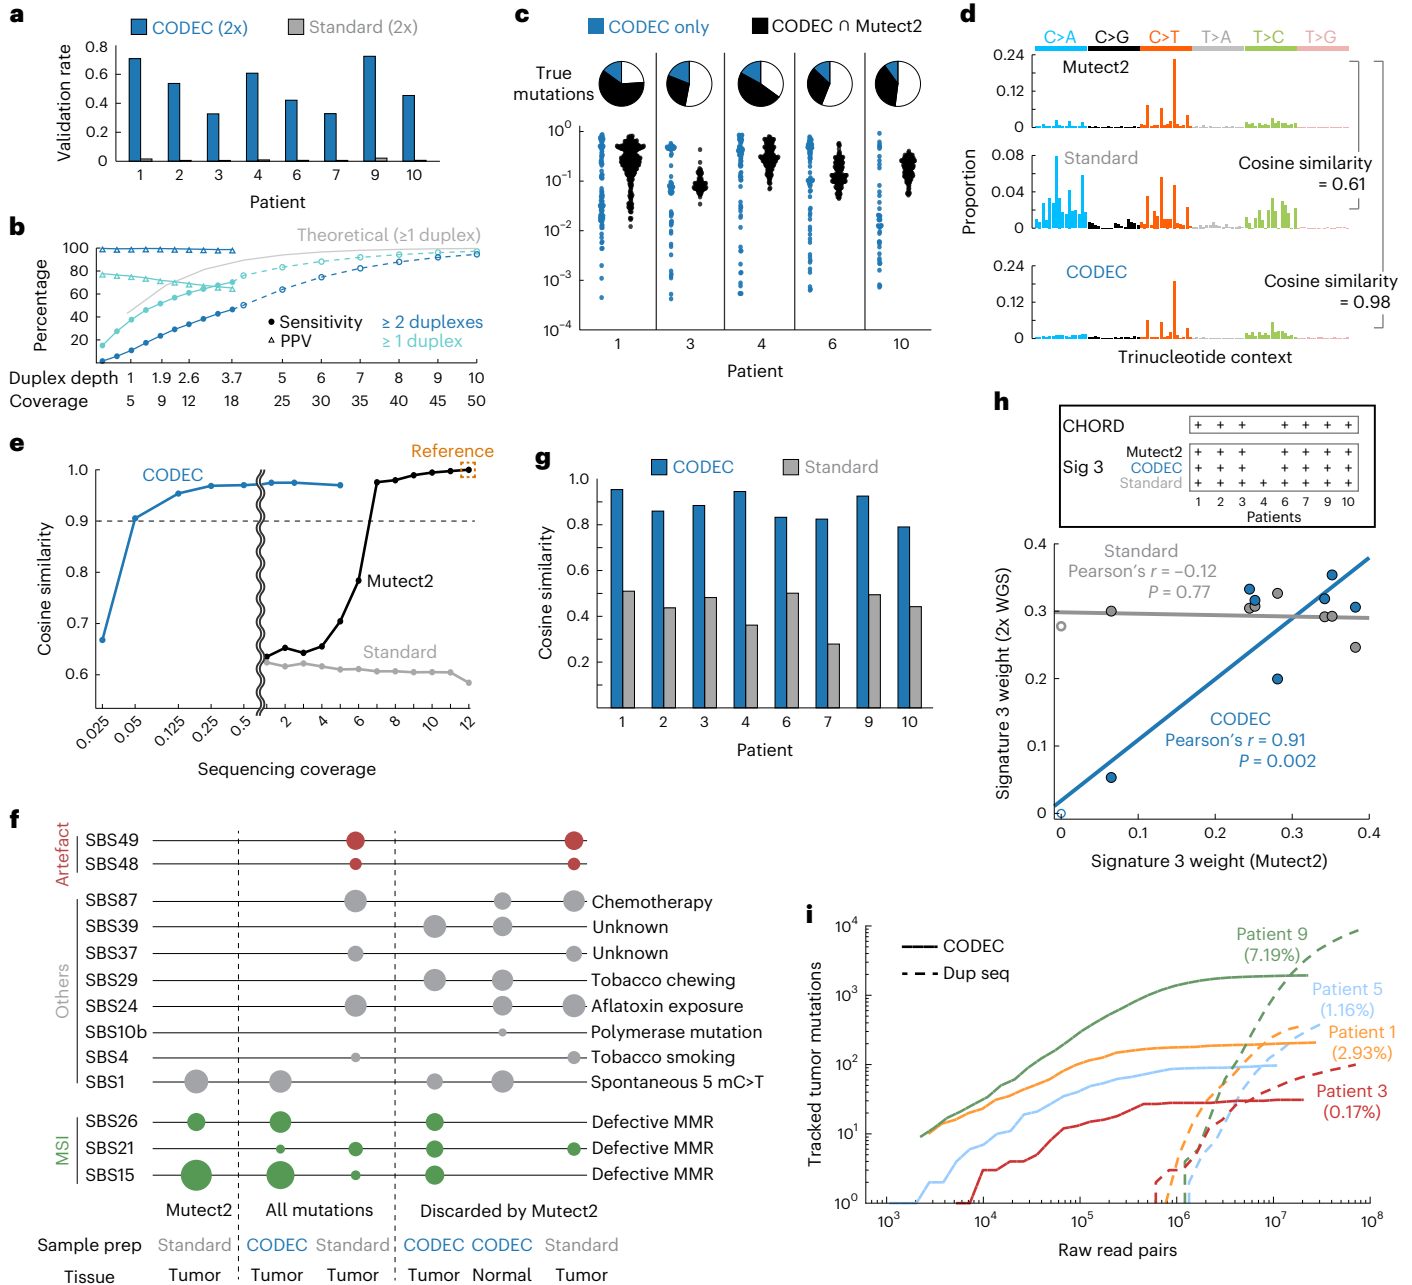 a
CODEC (2x)
Standard (2x)
Validation rate
0.8
0.6
0.4
0.2
0
1 2 3 4 6 7 9 10
Patient
b
Percentage
100
80
60
40
20
Theoretical (≥1 duplex)
Sensitivity
PPV
≥ 2 duplexes
≥ 1 duplex
Duplex depth 1 1.9 2.6 3.7 5 6 7 8 9 10
Coverage 5 9 12 18 25 30 35 40 45 50
c
CODEC only
CODEC ∩ Mutect2
True
mutations
10⁰
10⁻¹
10⁻²
10⁻³
10⁻⁴
1 3 4 6 10
Patient
d
C>A C>G C>T T>A T>C T>G
Proportion
0.24
0.12
0
Mutect2
0.08
0.04
0
Standard
Cosine similarity
= 0.61
0.24
0.12
0
CODEC
Cosine similarity
= 0.98
Trinucleotide context
e
Cosine similarity
1.0
0.9
0.8
0.7
0.6
CODEC
Reference
Mutect2
Standard
0.025 0.05 0.125 0.25 0.5 2 4 6 8 10 12
Sequencing coverage
g
CODEC
Standard
Cosine similarity
1.0
0.8
0.6
0.4
0.2
1 2 3 4 6 7 9 10
Patient
h
CHORD + + + + + + +
Sig 3
Mutect2 + + + + + + +
CODEC + + + + + + +
Standard + + + + + + + +
1 2 3 4 6 7 9 10
Patients
Signature 3 weight (2x WGS)
0.4
0.3
0.2
0.1
0
Standard
Pearson's r = –0.12
P = 0.77
CODEC
Pearson's r = 0.91
P = 0.002
0 0.1 0.2 0.3 0.4
Signature 3 weight (Mutect2)
f
Artefact
SBS49
SBS48
Others
SBS87 Chemotherapy
SBS39 Unknown
SBS37 Unknown
SBS29 Tobacco chewing
SBS24 Aflatoxin exposure
SBS10b Polymerase mutation
SBS4 Tobacco smoking
SBS1 Spontaneous 5 mC>T
MSI
SBS26 Defective MMR
SBS21 Defective MMR
SBS15 Defective MMR
Mutect2 All mutations Discarded by Mutect2
Sample prep Standard CODEC Standard CODEC CODEC Standard
Tissue Tumor Tumor Tumor Tumor Normal Tumor
i
Tracked tumor mutations
10⁴
10³
10²
10¹
10⁰
CODEC
Dup seq
Patient 9
(7.19%)
Patient 5
(1.16%)
Patient 1
(2.93%)
Patient 3
(0.17%)
10³ 10⁴ 10⁵ 10⁶ 10⁷ 10⁸
Raw read pairs